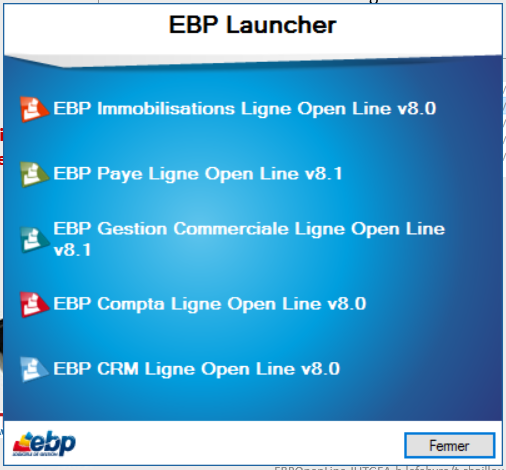 EBP Launcher
EBP Immobilisations Ligne Open Line v8.0
EBP Paye Ligne Open Line v8.1
EBP Gestion Commerciale Ligne Open Line
v8.1
EBP Compta Ligne Open Line v8.0
EBP CRM Ligne Open Line v8.0
ebp
Fermer